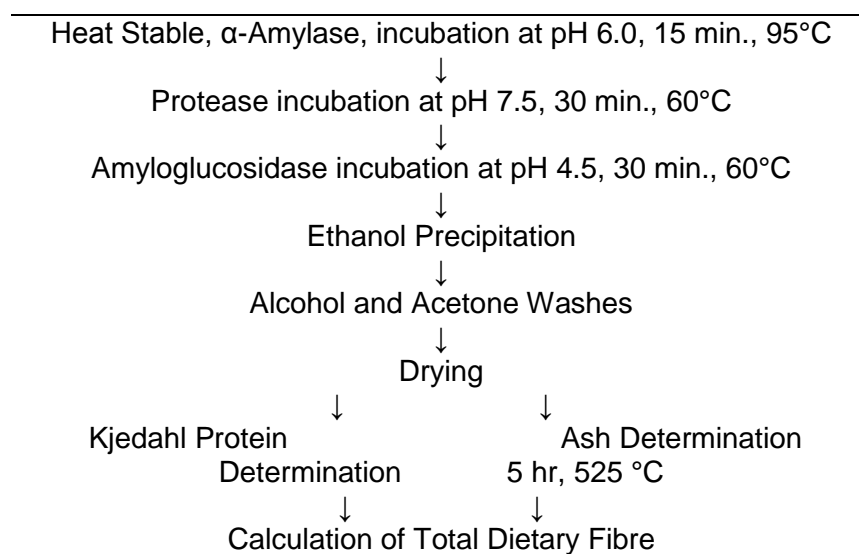 Heat Stable, α-Amylase, incubation at pH 6.0, 15 min., 95°C
↓
Protease incubation at pH 7.5, 30 min., 60°C
↓
Amyloglucosidase incubation at pH 4.5, 30 min., 60°C
↓
Ethanol Precipitation
↓
Alcohol and Acetone Washes
↓
Drying
↓ ↓
Kjedahl Protein Ash Determination
Determination 5 hr, 525 °C
↓ ↓
Calculation of Total Dietary Fibre